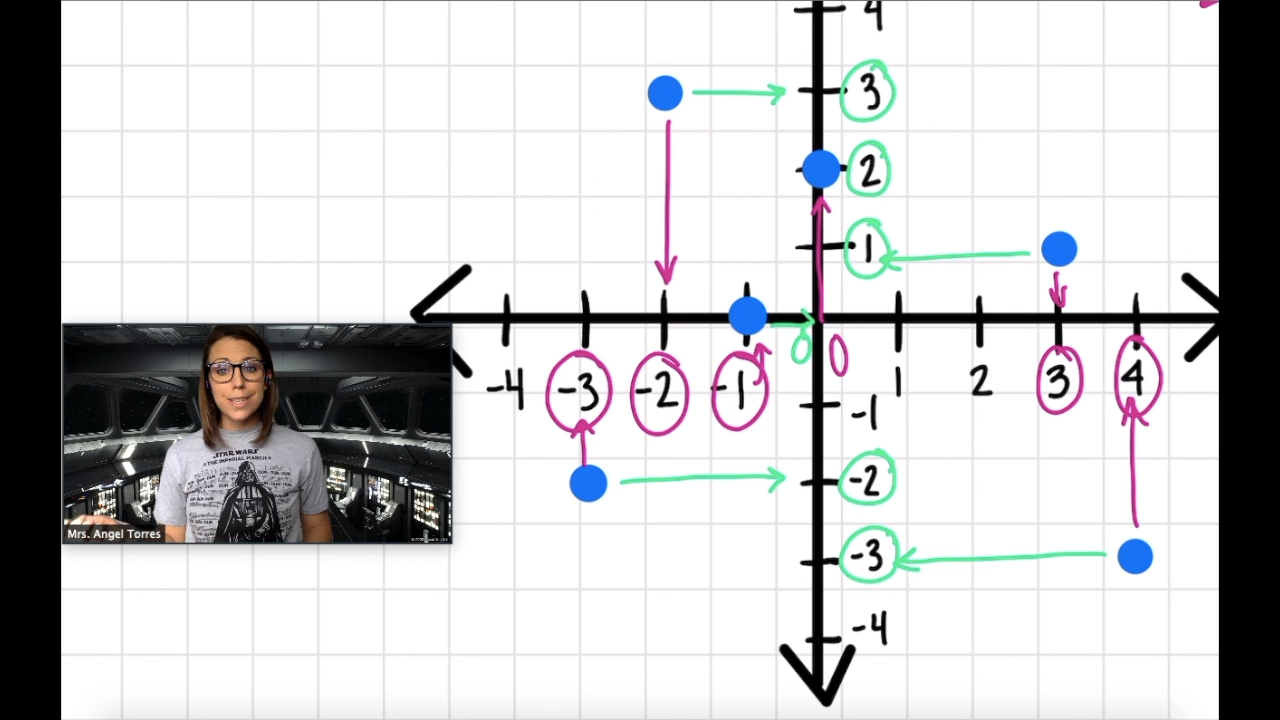 4
3
2
1
0 0
-4 -3 -2 -1 1 2 3 4
-1
-2
-3
-4
STAR WARS
THE IMPERIAL MARCH
Mrs. Angel Torres